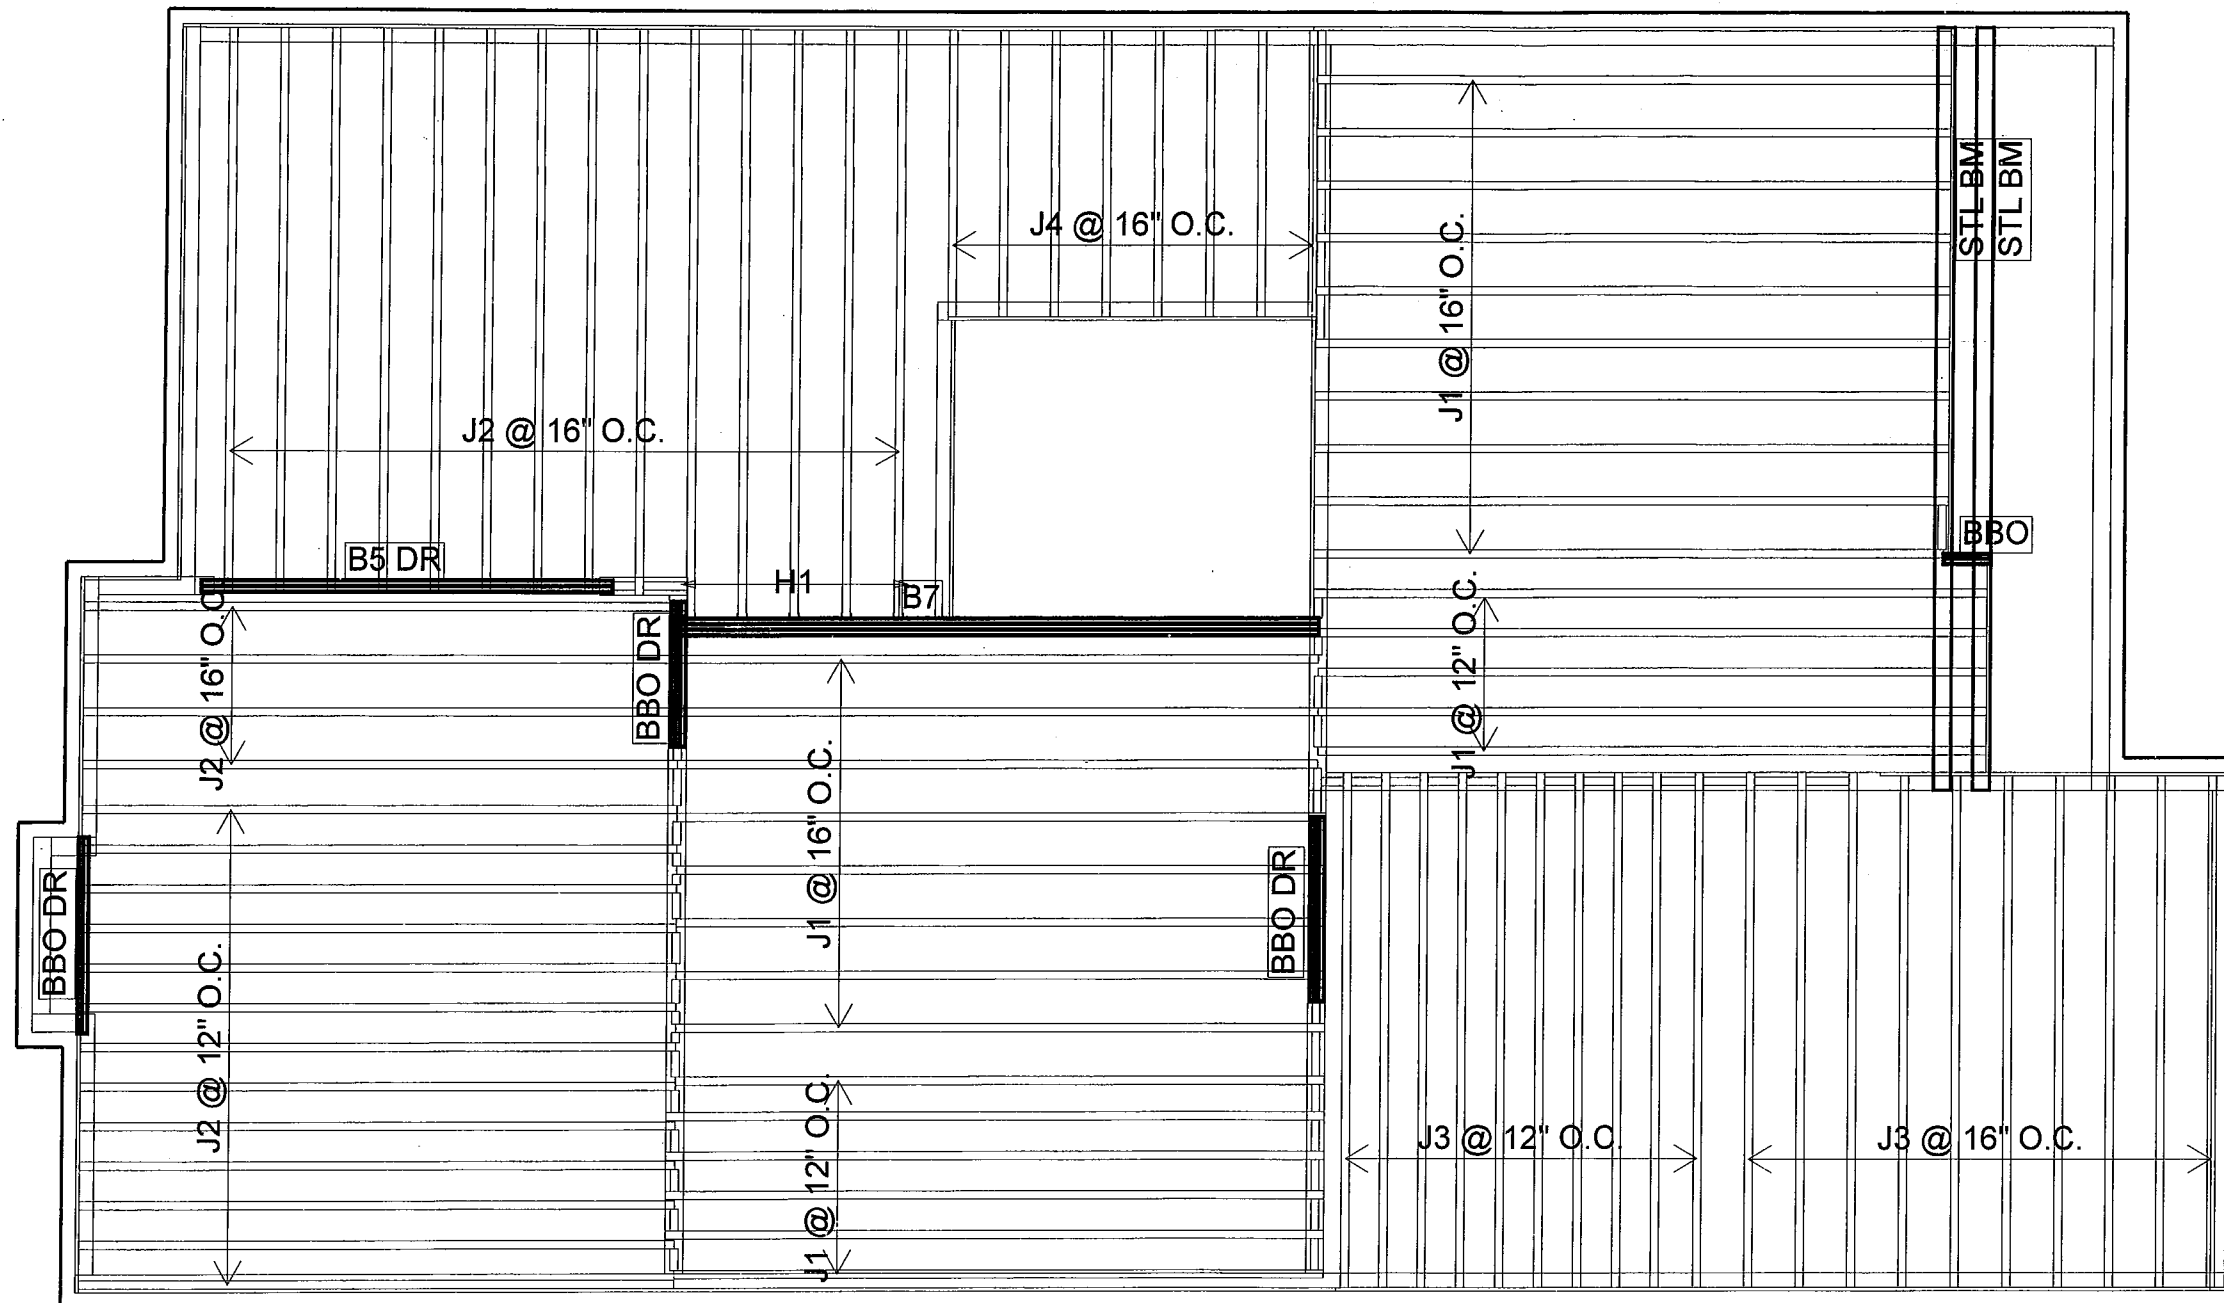 STL BM
STL BM
J4 @ 16" O.C.
J1 @ 16" O.C.
J2 @ 16" O.C.
BBO
B5 DR
H1
B7
J2 @ 16" O.C.
BBO DR
J1 @ 12" O.C.
J1 @ 16" O.C.
BBO DR
BBO DR
J2 @ 12" O.C.
J1 @ 12" O.C.
J3 @ 12" O.C.
J3 @ 16" O.C.